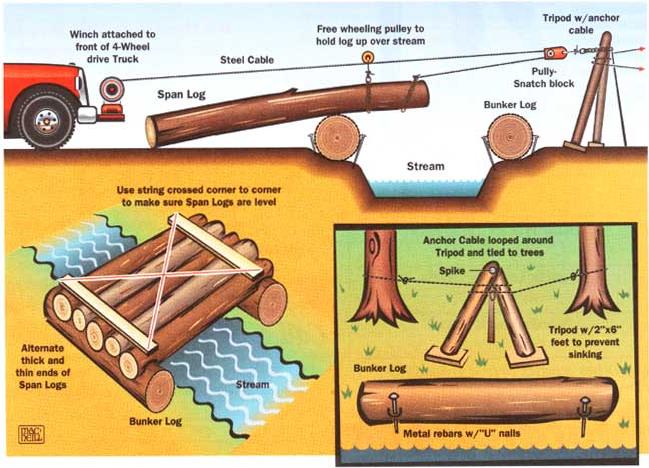 Winch attached to
front of 4-Wheel
drive Truck
Steel Cable
Free wheeling pulley to
hold log up over stream
Tripod w/anchor
cable
Pully-
Snatch block
Span Log
Bunker Log
Stream
Use string crossed corner to corner
to make sure Span Logs are level
Alternate
thick and
thin ends of
Span Logs
Stream
Bunker Log
Anchor Cable looped around
Tripod and tied to trees
Spike
Tripod w/2"x6"
feet to prevent
sinking
Bunker Log
Metal rebars w/"U" nails
MAC
NEILL